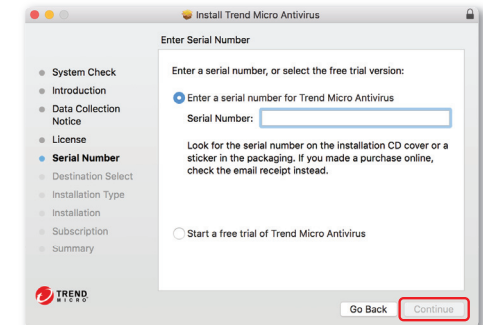 Install Trend Micro Antivirus
Enter Serial Number
System Check
Introduction
Data Collection
Notice
License
Serial Number
Destination Select
Installation Type
Installation
Subscription
Summary
Enter a serial number, or select the free trial version:
Enter a serial number for Trend Micro Antivirus
Serial Number:
Look for the serial number on the installation CD cover or a
sticker in the packaging. If you made a purchase online,
check the email receipt instead.
Start a free trial of Trend Micro Antivirus
TREND
MICRO
Go Back
Continue